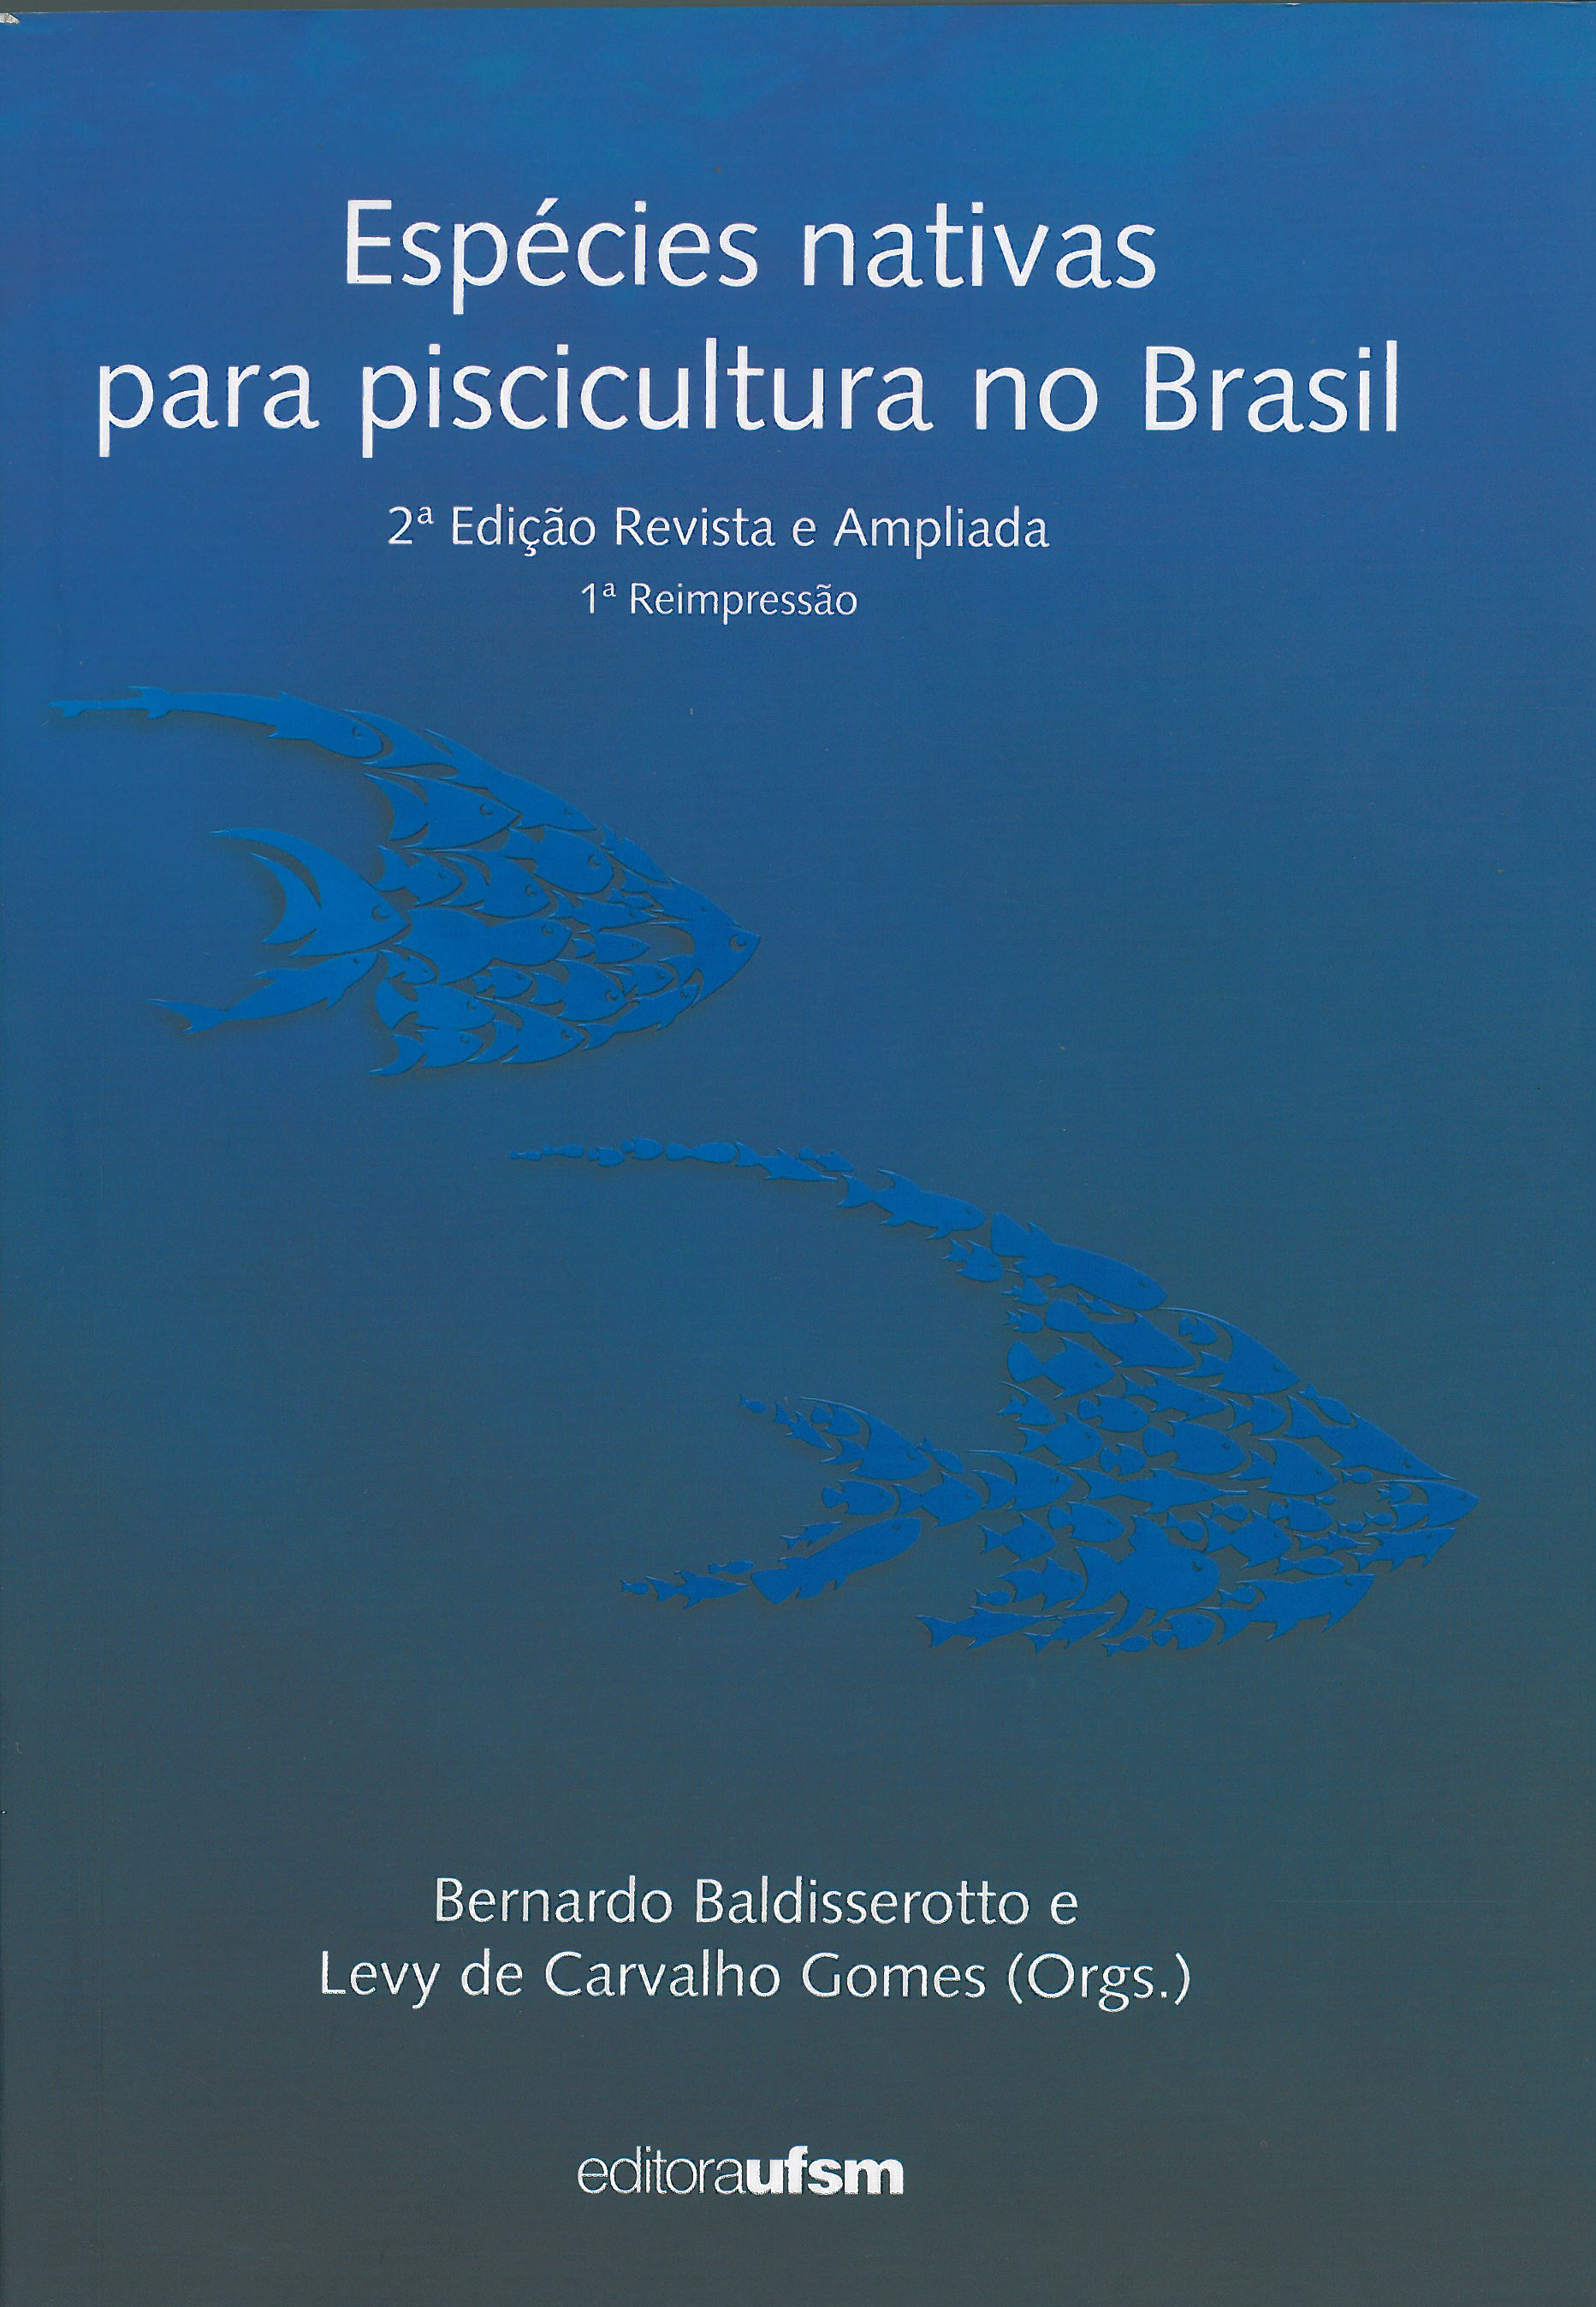 Espécies nativas
para piscicultura no Brasil
2ª Edição Revista e Ampliada
1ª Reimpressão
Bernardo Baldisserotto e
Levy de Carvalho Gomes (Orgs.)
editoraufsm